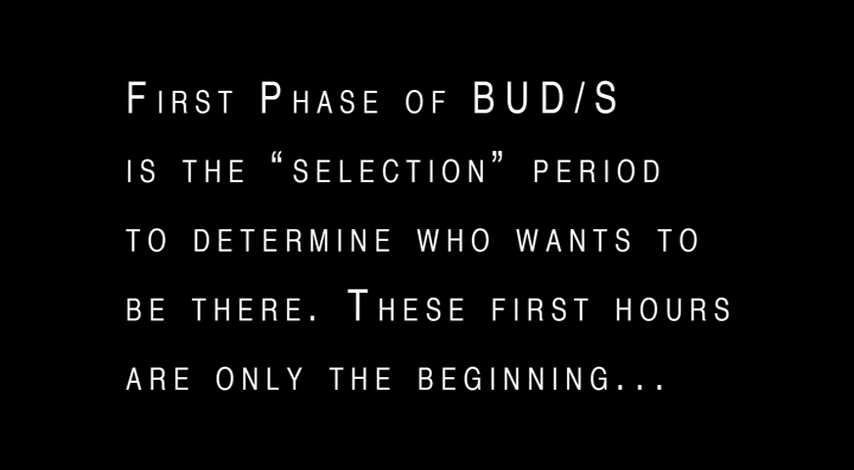 First Phase of BUD/S
is the “selection” period
to determine who wants to
be there. These first hours
are only the beginning...